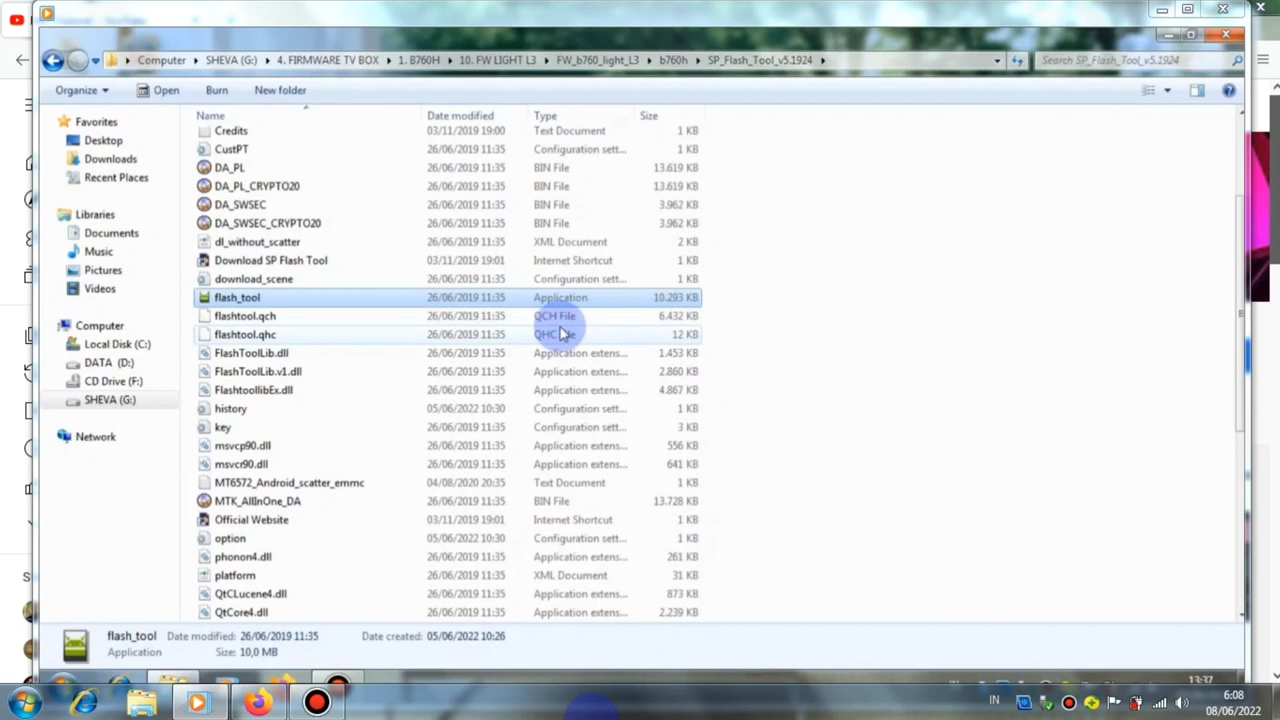 Computer SHEVA (G:) 4. FIRMWARE TV BOX 1. B760H 10. FW LIGHT L3 FW_b760_light_L3 b760h SP_Flash_Tool_v5.1924 Search SP_Flash_Tool_v5.1924
Organize Open Burn New folder
Name Date modified Type Size
Favorites
Desktop
Downloads
Recent Places
Libraries
Documents
Music
Pictures
Videos
Computer
Local Disk (C:)
DATA (D:)
CD Drive (F:)
SHEVA (G:)
Network
Credits 03/11/2019 19:00 Text Document 1 KB
CustPT 26/06/2019 11:35 Configuration sett... 1 KB
DA_PL 26/06/2019 11:35 BIN File 13.619 KB
DA_PL_CRYPTO20 26/06/2019 11:35 BIN File 13.619 KB
DA_SWSEC 26/06/2019 11:35 BIN File 3.962 KB
DA_SWSEC_CRYPTO20 26/06/2019 11:35 BIN File 3.962 KB
dl_without_scatter 26/06/2019 11:35 XML Document 2 KB
Download SP Flash Tool 03/11/2019 19:01 Internet Shortcut 1 KB
download_scene 26/06/2019 11:35 Configuration sett... 1 KB
flash_tool 26/06/2019 11:35 Application 10.293 KB
flashtool.qch 26/06/2019 11:35 QCH File 6.432 KB
flashtool.qhc 26/06/2019 11:35 QHC 12 KB
FlashToolLib.dll 26/06/2019 11:35 Application extens... 1.453 KB
FlashToolLib.v1.dll 26/06/2019 11:35 Application extens... 2.860 KB
FlashtoollibEx.dll 26/06/2019 11:35 Application extens... 4.867 KB
history 05/06/2022 10:30 Configuration sett... 1 KB
key 26/06/2019 11:35 Configuration sett... 3 KB
msvcp90.dll 26/06/2019 11:35 Application extens... 556 KB
msvcr90.dll 26/06/2019 11:35 Application extens... 641 KB
MT6572_Android_scatter_emmc 04/08/2020 20:35 Text Document 1 KB
MTK_AllInOne_DA 26/06/2019 11:35 BIN File 13.728 KB
Official Website 03/11/2019 19:01 Internet Shortcut 1 KB
option 05/06/2022 10:30 Configuration sett... 1 KB
phonon4.dll 26/06/2019 11:35 Application extens... 261 KB
platform 26/06/2019 11:35 XML Document 31 KB
QtCLucene4.dll 26/06/2019 11:35 Application extens... 873 KB
QtCore4.dll 26/06/2019 11:35 Application extens... 2.239 KB
flash_tool Date modified: 26/06/2019 11:35 Date created: 05/06/2022 10:26
Application Size: 10,0 MB
13:37
IN 6:08
08/06/2022